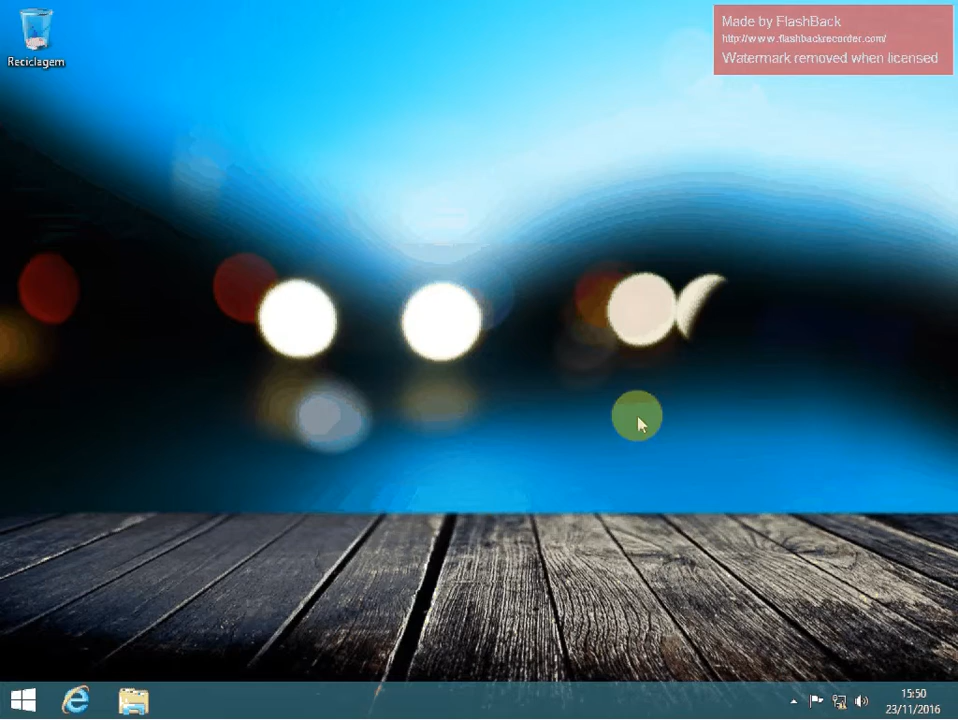 Made by FlashBack
http://www.flashbackrecorder.com/
Watermark removed when licensed
Reciclagem
15:50
23/11/2016